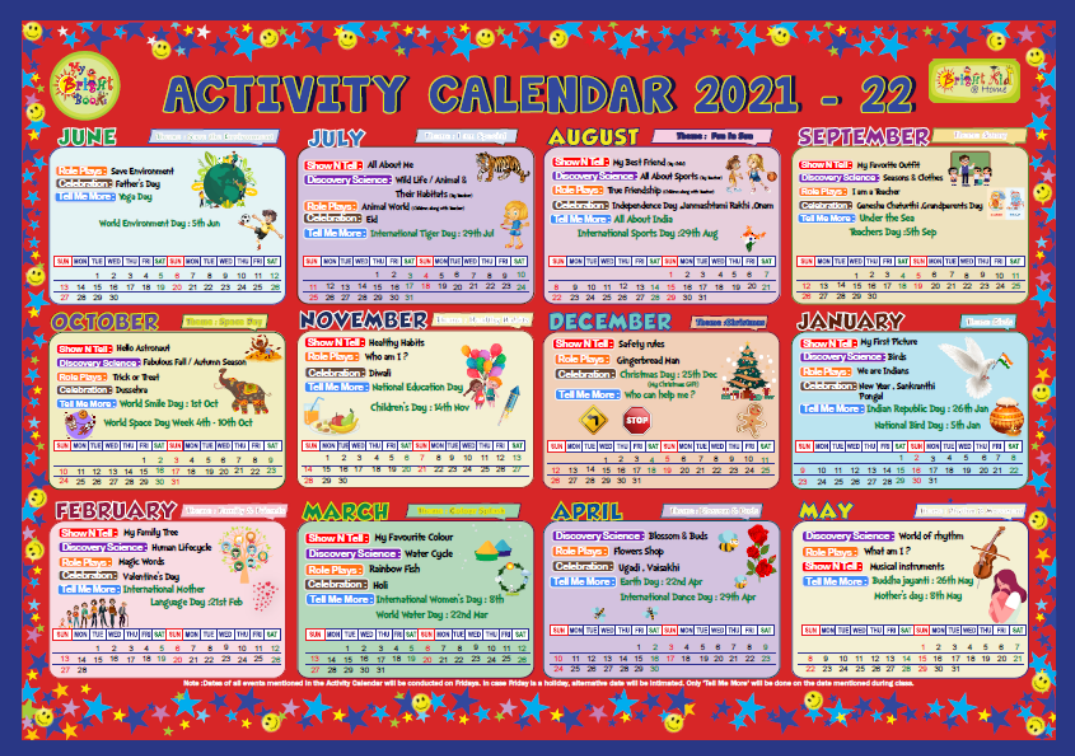 My Bright Books
ACTIVITY CALENDAR 2021 - 22
Bright Kid @ Home
JUNE
Theme : Save the Environment
Role Plays : Save Environment
Celebration : Father's Day
Tell Me More : Yoga Day
World Environment Day : 5th Jun
SUN MON TUE WED THU FRI SAT SUN MON TUE WED THU FRI SAT
1 2 3 4 5 6 7 8 9 10 11 12
13 14 15 16 17 18 19 20 21 22 23 24 25 26
27 28 29 30
JULY
Show N Tell : All About Me
Discovery Science : Wild Life / Animal &
Their Habitats
Role Plays : Animal World
Celebration : Eid
Tell Me More : International Tiger Day : 29th Jul
SUN MON TUE WED THU FRI SAT SUN MON TUE WED THU FRI SAT
1 2 3 4 5 6 7 8 9 10
11 12 13 14 15 16 17 18 19 20 21 22 23 24
25 26 27 28 29 30 31
AUGUST
Theme : Fun In Sun
Show N Tell : My Best Friend
Discovery Science : All About Sports
Role Plays : True Friendship
Celebration : Independence Day ,Janmashtami Rakhi ,Onam
Tell Me More : All About India
International Sports Day :29th Aug
SUN MON TUE WED THU FRI SAT SUN MON TUE WED THU FRI SAT
1 2 3 4 5 6 7
8 9 10 11 12 13 14 15 16 17 18 19 20 21
22 23 24 25 26 27 28 29 30 31
SEPTEMBER
Show N Tell : My Favorite Outfit
Discovery Science : Seasons & Clothes
Role Plays : I am a Teacher
Celebration : Ganesha Chaturthi ,Grandparents Day
Tell Me More : Under the Sea
Teachers Day :5th Sep
SUN MON TUE WED THU FRI SAT SUN MON TUE WED THU FRI SAT
1 2 3 4 5 6 7 8 9 10 11
12 13 14 15 16 17 18 19 20 21 22 23 24 25
26 27 28 29 30
OCTOBER
Theme : Space Day
Show N Tell : Hello Astronaut
Discovery Science : Fabulous Fall / Autumn Season
Role Plays : Trick or Treat
Celebration : Dussehra
Tell Me More : World Smile Day : 1st Oct
World Space Day Week 4th - 10th Oct
SUN MON TUE WED THU FRI SAT SUN MON TUE WED THU FRI SAT
1 2 3 4 5 6 7 8 9
10 11 12 13 14 15 16 17 18 19 20 21 22 23
24 25 26 27 28 29 30 31
NOVEMBER
Show N Tell : Healthy Habits
Role Plays : Who am I ?
Celebration : Diwali
Tell Me More : National Education Day
Children's Day : 14th Nov
SUN MON TUE WED THU FRI SAT SUN MON TUE WED THU FRI SAT
1 2 3 4 5 6 7 8 9 10 11 12 13
14 15 16 17 18 19 20 21 22 23 24 25 26 27
28 29 30
DECEMBER
Theme :Christmas
Show N Tell : Safety rules
Role Plays : Gingerbread Man
Celebration : Christmas Day : 25th Dec
(My Christmas Gift)
Tell Me More : Who can help me ?
STOP
SUN MON TUE WED THU FRI SAT SUN MON TUE WED THU FRI SAT
1 2 3 4 5 6 7 8 9 10 11
12 13 14 15 16 17 18 19 20 21 22 23 24 25
26 27 28 29 30 31
JANUARY
Show N Tell : My First Picture
Discovery Science : Birds
Role Plays : We are Indians
Celebration : New Year , Sankranthi
Pongal
Tell Me More : Indian Republic Day : 26th Jan
National Bird Day : 5th Jan
SUN MON TUE WED THU FRI SAT SUN MON TUE WED THU FRI SAT
1 2 3 4 5 6 7 8
9 10 11 12 13 14 15 16 17 18 19 20 21 22
23 24 25 26 27 28 29 30 31
FEBRUARY
Theme : Family & Friends
Show N Tell : My Family Tree
Discovery Science : Human Lifecycle
Role Plays : Magic Words
Celebration : Valentine's Day
Tell Me More : International Mother
Language Day :21st Feb
SUN MON TUE WED THU FRI SAT SUN MON TUE WED THU FRI SAT
1 2 3 4 5 6 7 8 9 10 11 12
13 14 15 16 17 18 19 20 21 22 23 24 25 26
27 28
MARCH
Show N Tell : My Favourite Colour
Discovery Science : Water Cycle
Role Plays : Rainbow Fish
Celebration : Holi
Tell Me More : International Women's Day : 8th
World Water Day : 22nd Mar
SUN MON TUE WED THU FRI SAT SUN MON TUE WED THU FRI SAT
1 2 3 4 5 6 7 8 9 10 11 12
13 14 15 16 17 18 19 20 21 22 23 24 25 26
27 28 29 30 31
APRIL
Discovery Science : Blossom & Buds
Role Plays : Flowers Shop
Celebration : Ugadi , Vaisakhi
Tell Me More : Earth Day : 22nd Apr
International Dance Day : 29th Apr
SUN MON TUE WED THU FRI SAT SUN MON TUE WED THU FRI SAT
1 2 3 4 5 6 7 8 9
10 11 12 13 14 15 16 17 18 19 20 21 22 23
24 25 26 27 28 29 30
MAY
Discovery Science : World of rhythm
Role Plays : What am I ?
Show N Tell : Musical instruments
Tell Me More : Buddha jayanti : 26th May
Mother's day : 8th May
SUN MON TUE WED THU FRI SAT SUN MON TUE WED THU FRI SAT
1 2 3 4 5 6 7
8 9 10 11 12 13 14 15 16 17 18 19 20 21
22 23 24 25 26 27 28 29 30 31
Note :Dates of all events mentioned in the Activity Calendar will be conducted on Fridays. In case Friday is a holiday, alternative date will be intimated. Only 'Tell Me More' will be done on the date mentioned during class.